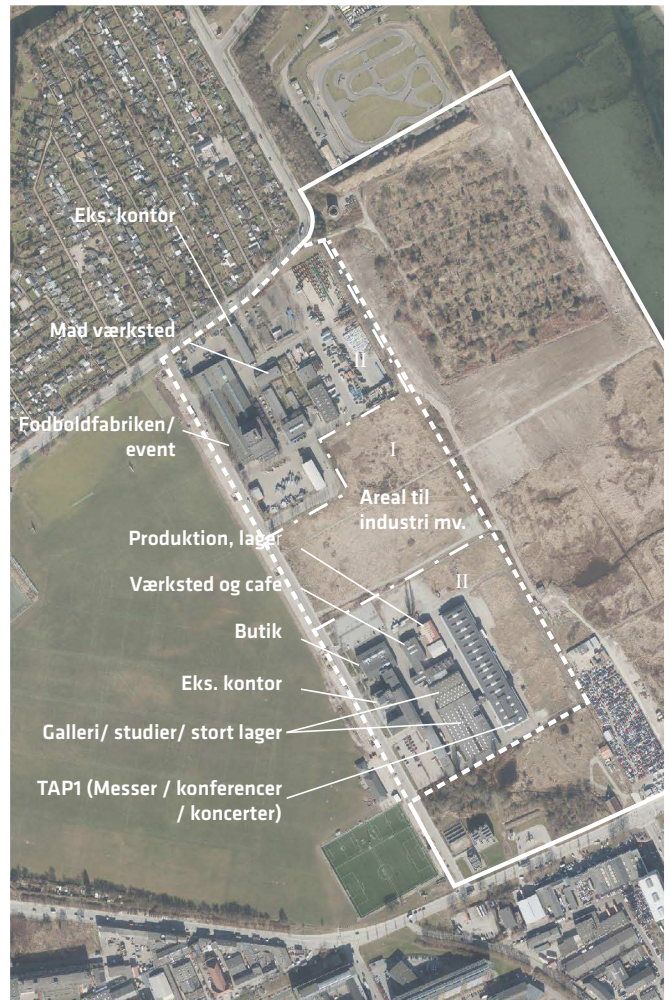 Eks. kontor
Mad værksted
II
Fodboldfabriken/
event
I
Areal til
industri mv.
Produktion, lager
Værksted og cafe
II
Butik
Eks. kontor
Galleri/ studier/ stort lager
TAP1 (Messer / konferencer
/ koncerter)